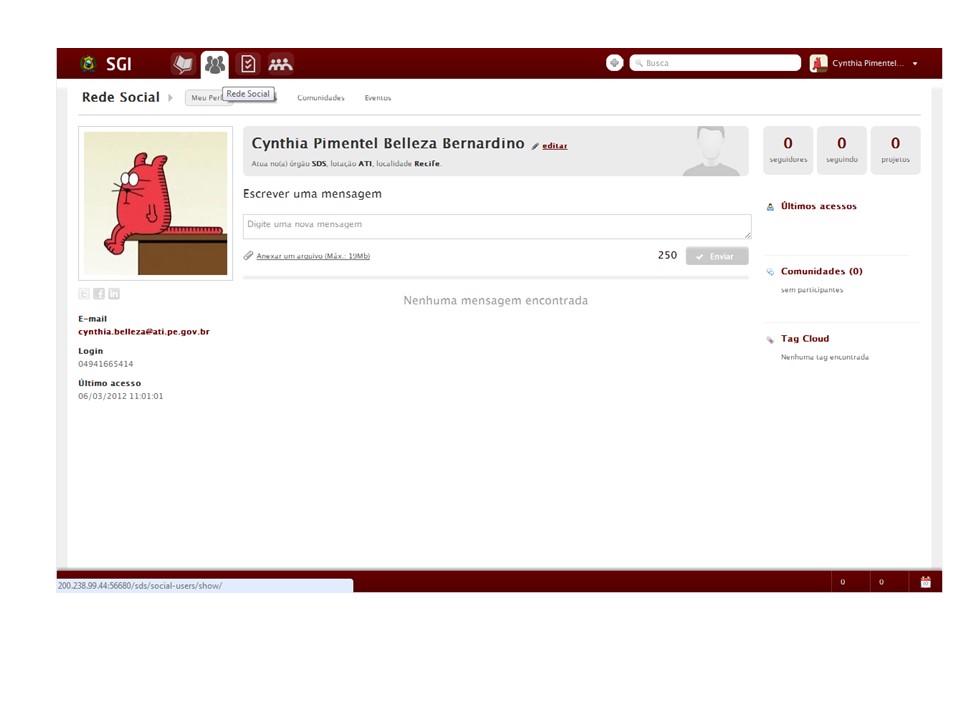 SGI
Busca
Cynthia Pimentel...
Rede Social
Meu
Rede Social
Comunidades
Eventos
Cynthia Pimentel Belleza Bernardino
editar
Atua no(a) órgão SDS, lotação ATI, localidade Recife.
0
seguidores
0
seguindo
0
projetos
Escrever uma mensagem
Digite uma nova mensagem
Anexar um arquivo (Máx.: 19Mb)
250
Enviar
Nenhuma mensagem encontrada
Últimos acessos
Comunidades (0)
sem participantes
Tag Cloud
Nenhuma tag encontrada
E-mail
cynthia.belleza@ati.pe.gov.br
Login
04941665414
Último acesso
06/03/2012 11:01:01
200.238.99.44:56680/sds/social-users/show/
0
0